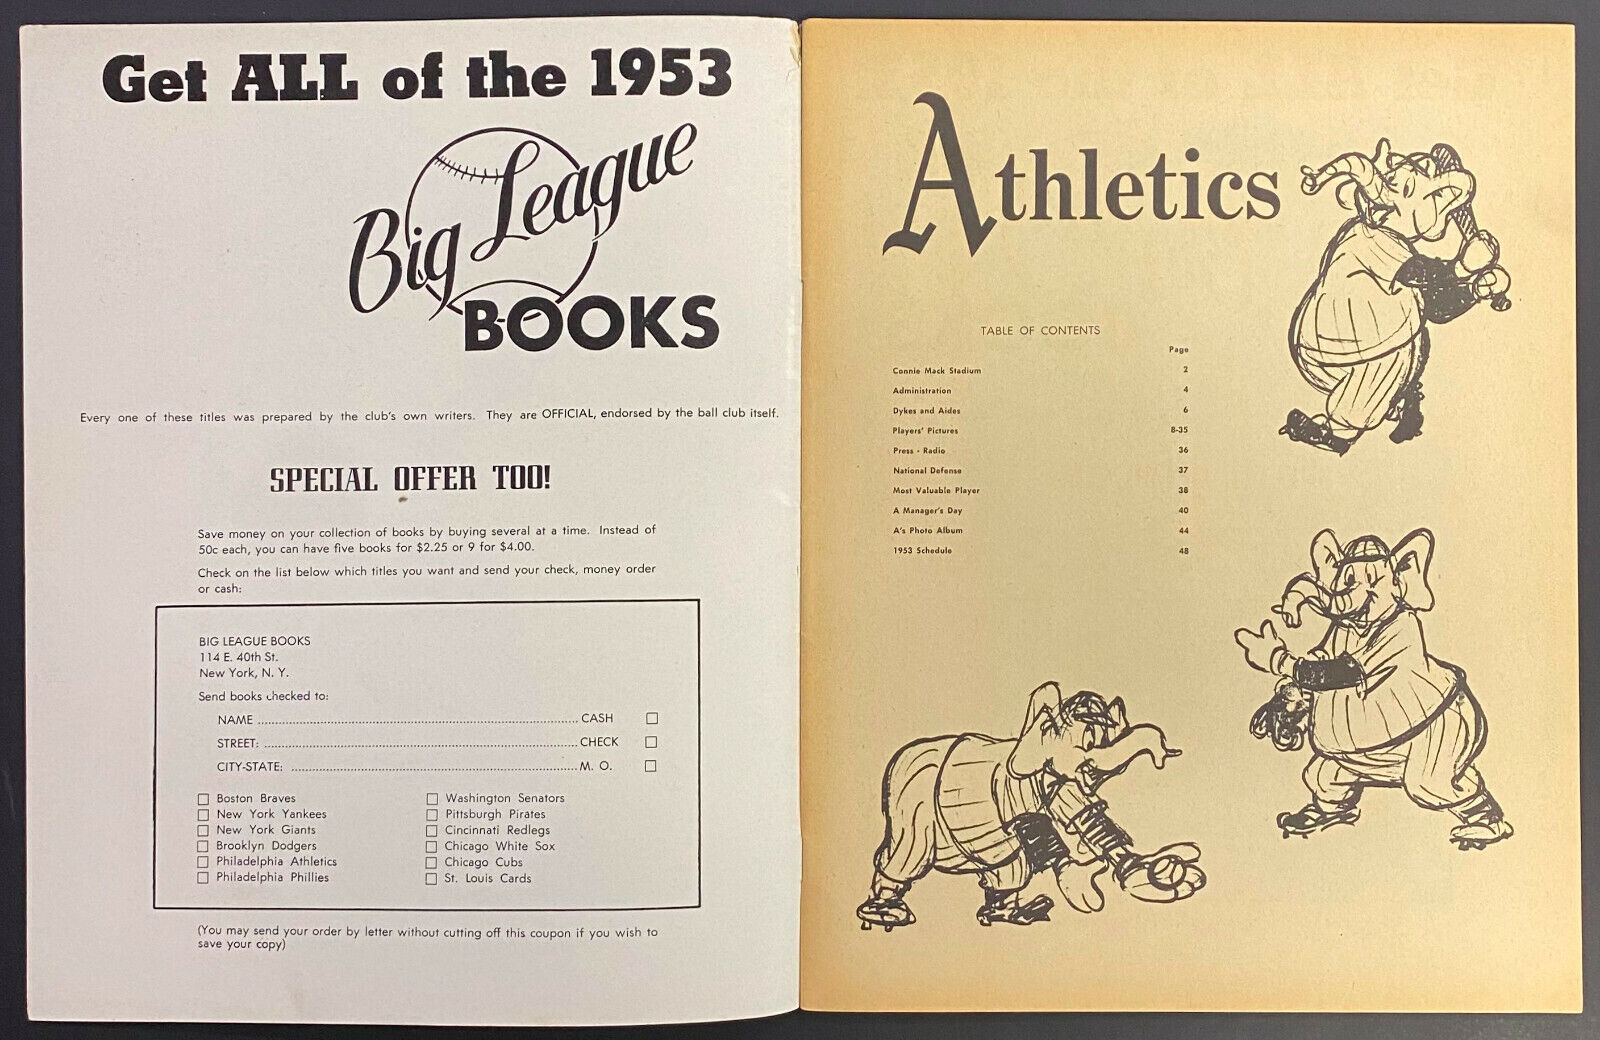 Get ALL of the 1953
Big League
BOOKS
Every one of these titles was prepared by the club's own writers. They are OFFICIAL, endorsed by the ball club itself.
SPECIAL OFFER TOO!
Save money on your collection of books by buying several at a time. Instead of
50c each, you can have five books for $2.25 or 9 for $4.00.
Check on the list below which titles you want and send your check, money order
or cash:
BIG LEAGUE BOOKS
114 E. 40th St.
New York, N. Y.
Send books checked to:
NAME ........ CASH
STREET: ........ CHECK
CITY-STATE: ........ M. O.
Boston Braves
New York Yankees
New York Giants
Brooklyn Dodgers
Philadelphia Athletics
Philadelphia Phillies
Washington Senators
Pittsburgh Pirates
Cincinnati Redlegs
Chicago White Sox
Chicago Cubs
St. Louis Cards
(You may send your order by letter without cutting off this coupon if you wish to
save your copy)
Athletics
TABLE OF CONTENTS
Page
Connie Mack Stadium 2
Administration 4
Dykes and Aides 6
Players' Pictures 8-35
Press - Radio 36
National Defense 37
Most Valuable Player 38
A Manager's Day 40
A's Photo Album 44
1953 Schedule 48